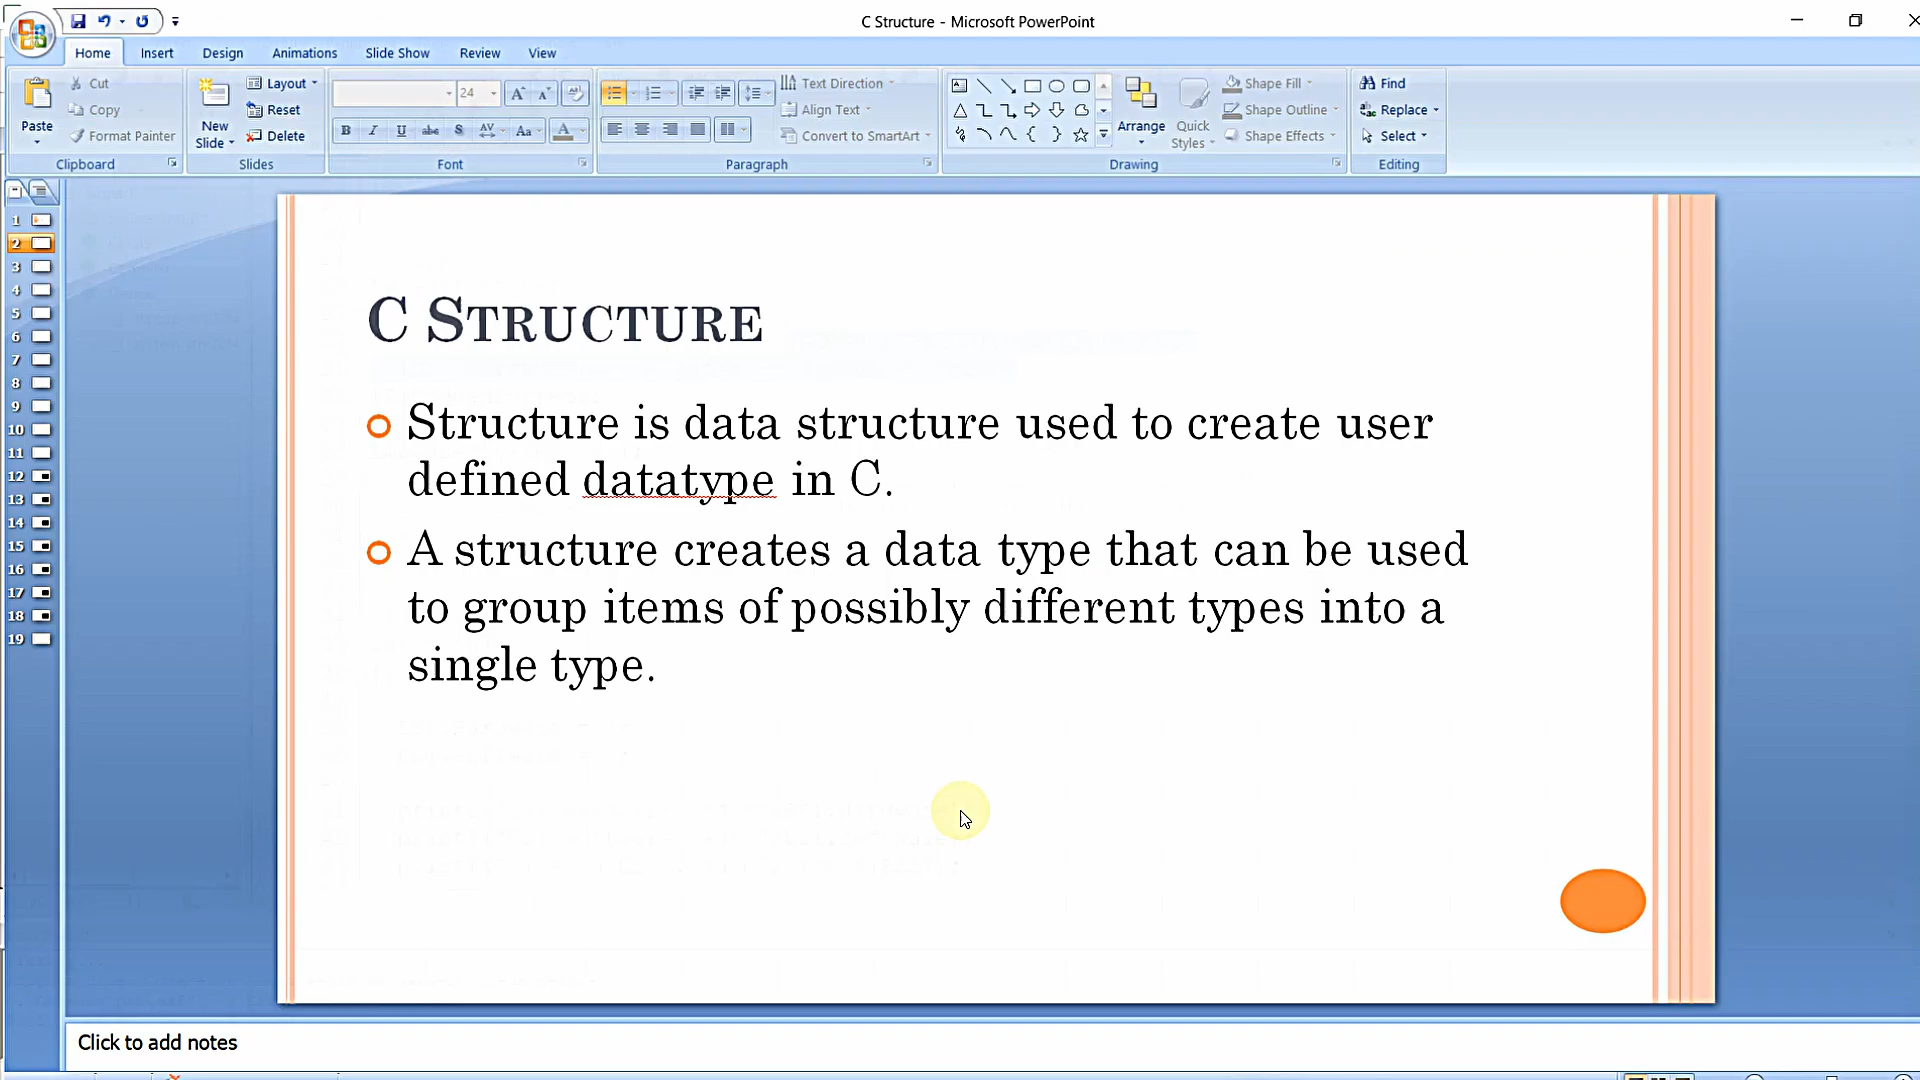 C Structure - Microsoft PowerPoint
Home Insert Design Animations Slide Show Review View
Paste
Cut
Copy
Format Painter
Clipboard
New Slide
Layout
Reset
Delete
Slides
24
Font
Text Direction
Align Text
Convert to SmartArt
Paragraph
Arrange
Quick Styles
Shape Fill
Shape Outline
Shape Effects
Drawing
Find
Replace
Select
Editing
1
2
3
4
5
6
7
8
9
10
11
12
13
14
15
16
17
18
19
C STRUCTURE
Structure is data structure used to create user
defined datatype in C.
A structure creates a data type that can be used
to group items of possibly different types into a
single type.
Click to add notes